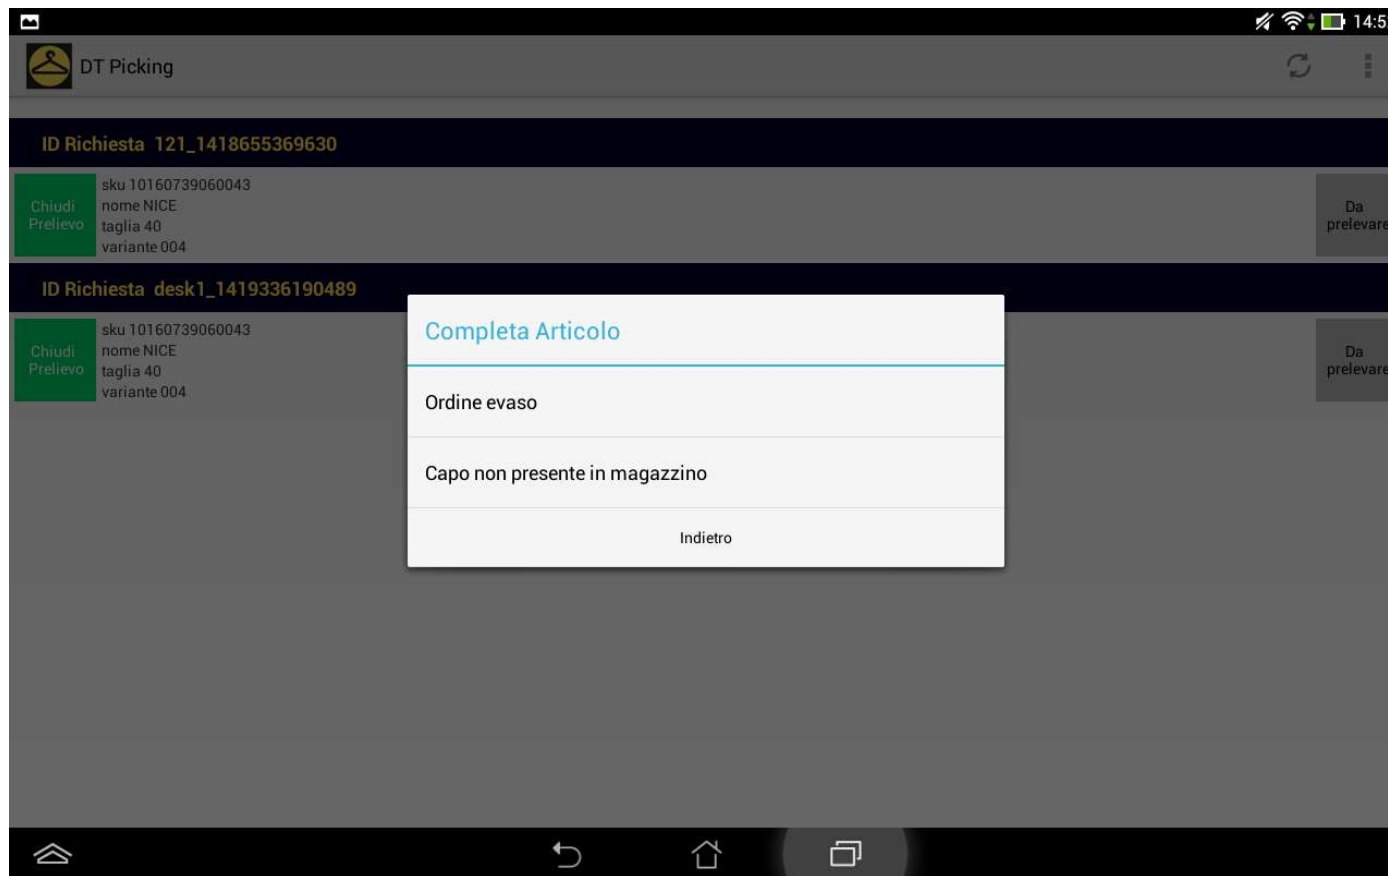 14:5
DT Picking
ID Richiesta 121_1418655369630
Chiudi
Prelievo
sku 10160739060043
nome NICE
taglia 40
variante 004
Da
prelevare
ID Richiesta desk1_1419336190489
Chiudi
Prelievo
sku 10160739060043
nome NICE
taglia 40
variante 004
Da
prelevare
Completa Articolo
Ordine evaso
Capo non presente in magazzino
Indietro